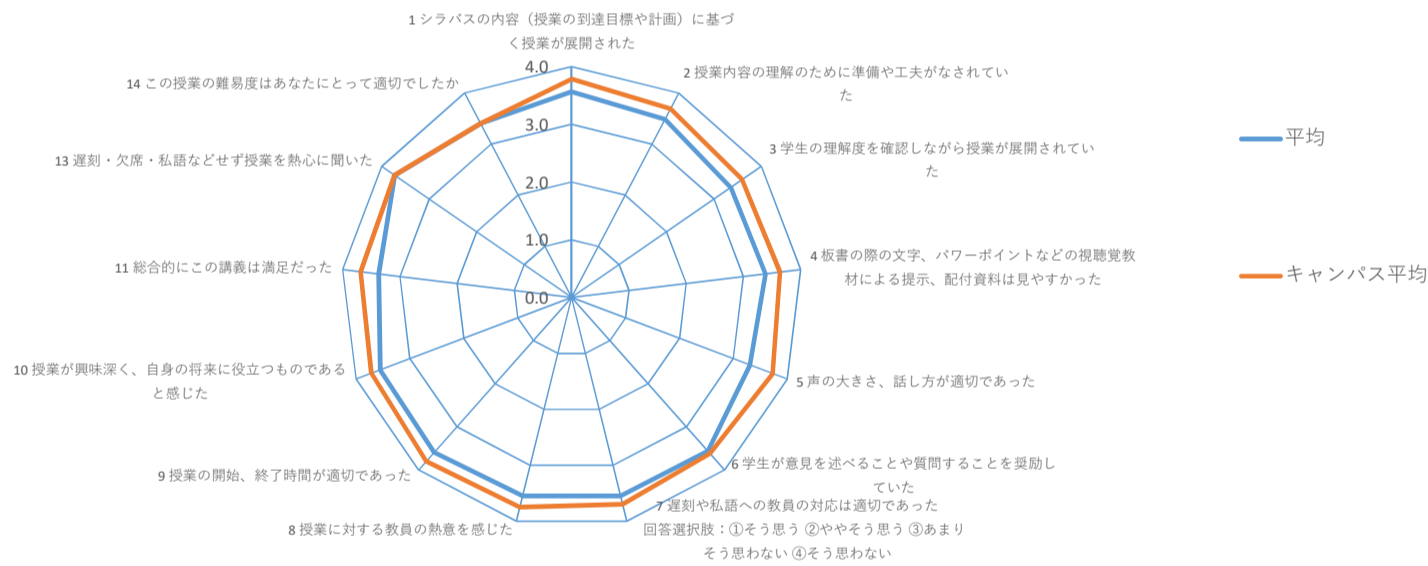 1 シラバスの内容（授業の到達目標や計画）に基づ
く授業が展開された
2 授業内容の理解のために準備や工夫がなされてい
た
3 学生の理解度を確認しながら授業が展開されてい
た
4 板書の際の文字、パワーポイントなどの視聴覚教
材による提示、配付資料は見やすかった
5 声の大きさ、話し方が適切であった
6 学生が意見を述べることや質問することを奨励し
ていた
7 遅刻や私語への教員の対応は適切であった
回答選択肢：①そう思う ②ややそう思う ③あまり
そう思わない ④そう思わない
8 授業に対する教員の熱意を感じた
9 授業の開始、終了時間が適切であった
10 授業が興味深く、自身の将来に役立つものである
と感じた
11 総合的にこの講義は満足だった
13 遅刻・欠席・私語などせず授業を熱心に聞いた
14 この授業の難易度はあなたにとって適切でしたか
4.0
3.0
2.0
1.0
0.0
平均
キャンパス平均